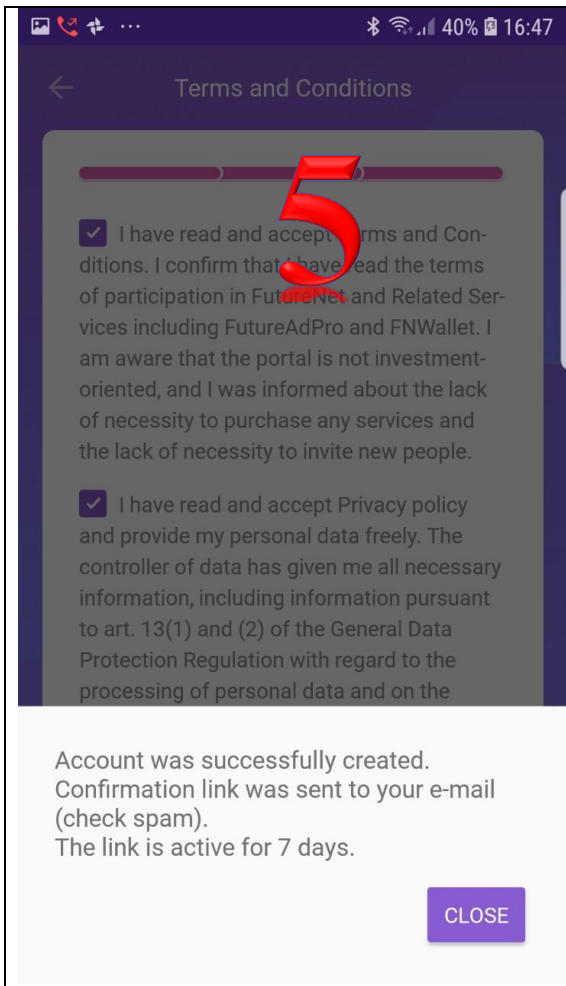 40% 16:47
Terms and Conditions
5
I have read and accept Terms and Con-
ditions. I confirm that I have read the terms
of participation in FutureNet and Related Ser-
vices including FutureAdPro and FNWallet. I
am aware that the portal is not investment-
oriented, and I was informed about the lack
of necessity to purchase any services and
the lack of necessity to invite new people.
I have read and accept Privacy policy
and provide my personal data freely. The
controller of data has given me all necessary
information, including information pursuant
to art. 13(1) and (2) of the General Data
Protection Regulation with regard to the
processing of personal data and on the
Account was successfully created.
Confirmation link was sent to your e-mail
(check spam).
The link is active for 7 days.
CLOSE